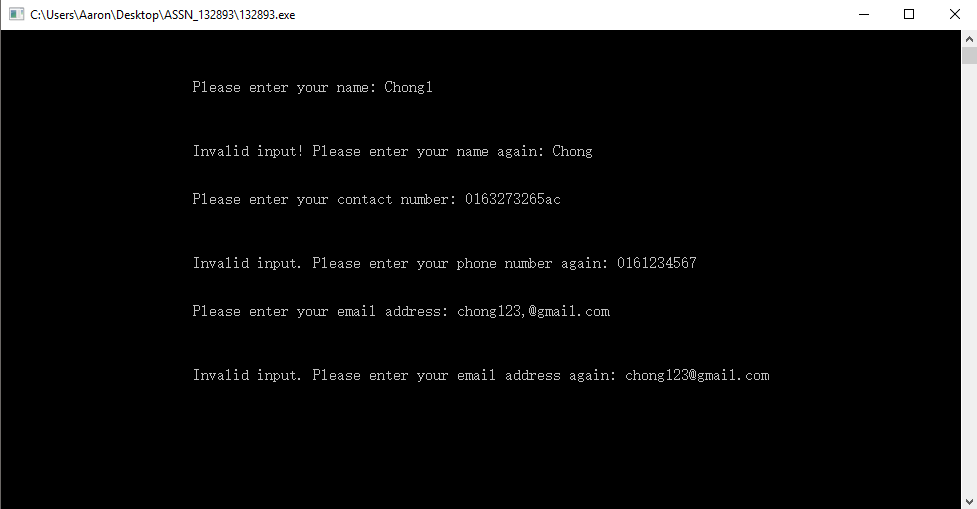 C:\Users\Aaron\Desktop\ASSN_132893\132893.exe
Please enter your name: Chong1
Invalid input! Please enter your name again: Chong
Please enter your contact number: 0163273265ac
Invalid input. Please enter your phone number again: 0161234567
Please enter your email address: chong123,@gmail.com
Invalid input. Please enter your email address again: chong123@gmail.com